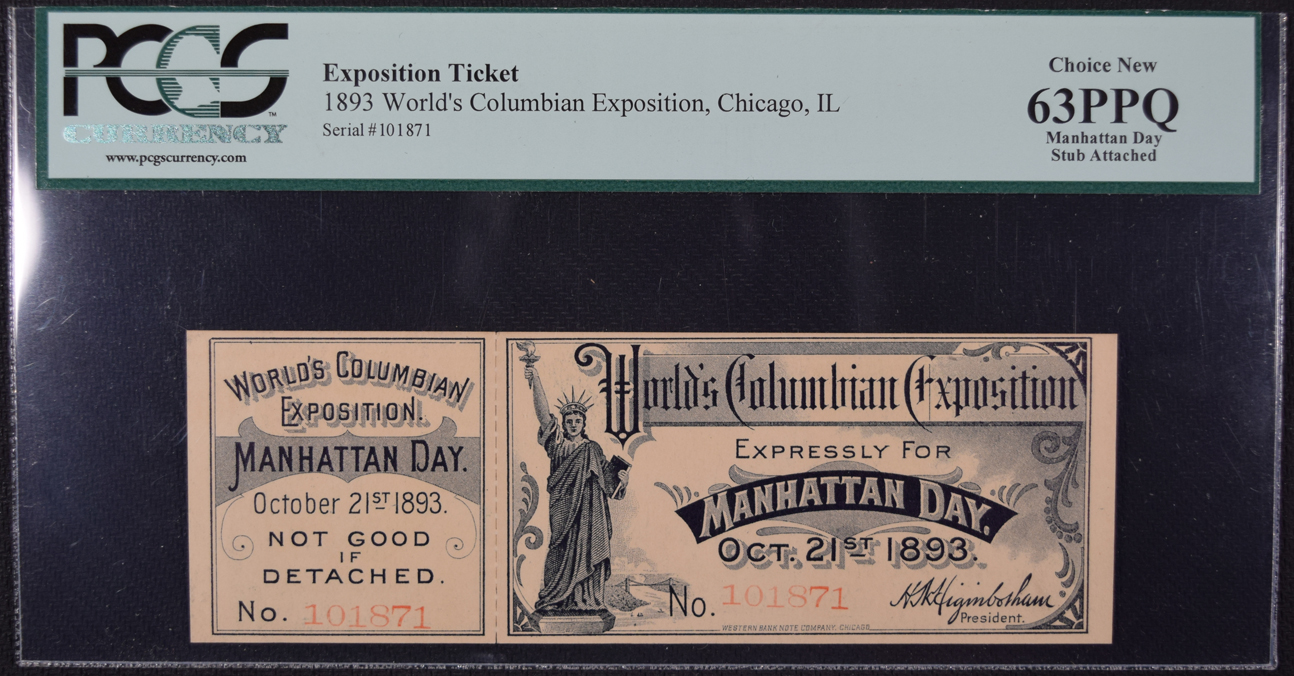 PCGS™
CURRENCY
www.pcgscurrency.com
Exposition Ticket
1893 World's Columbian Exposition, Chicago, IL
Serial #101871
Choice New
63PPQ
Manhattan Day
Stub Attached
WORLD'S COLUMBIAN
EXPOSITION.
MANHATTAN DAY.
October 21ST 1893.
NOT GOOD
IF
DETACHED.
No. 101871
World's Columbian Exposition
EXPRESSLY FOR
MANHATTAN DAY.
OCT. 21ST 1893.
No. 101871
H.N. Higinbotham
President.
WESTERN BANK NOTE COMPANY, CHICAGO.